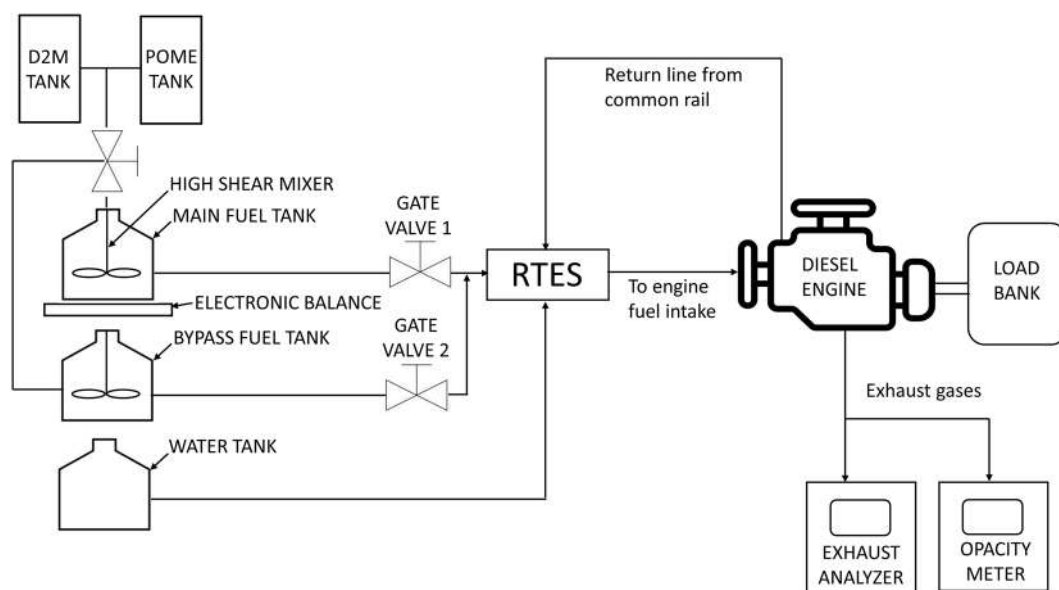 D2M
TANK
POME
TANK
Return line from
common rail
HIGH SHEAR MIXER
MAIN FUEL TANK
GATE
VALVE 1
RTES
To engine
fuel intake
DIESEL
ENGINE
LOAD
BANK
ELECTRONIC BALANCE
BYPASS FUEL TANK
GATE
VALVE 2
Exhaust gases
WATER TANK
EXHAUST
ANALYZER
OPACITY
METER